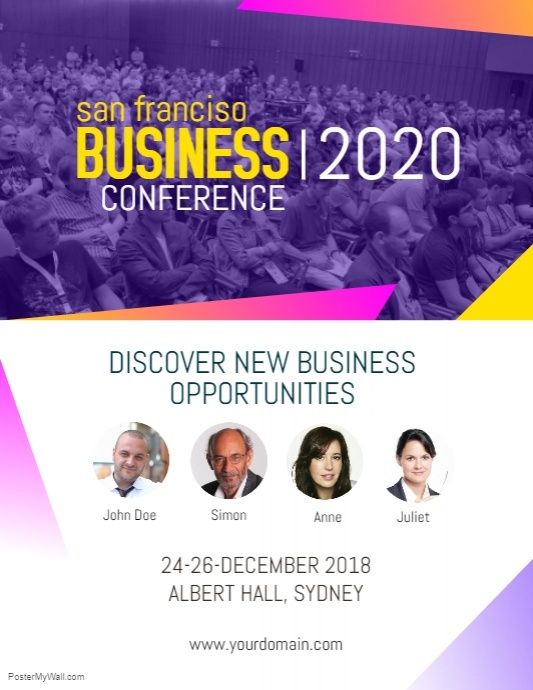 san franciso
BUSINESS | 2020
CONFERENCE
DISCOVER NEW BUSINESS
OPPORTUNITIES
John Doe Simon Anne Juliet
24-26-DECEMBER 2018
ALBERT HALL, SYDNEY
www.yourdomain.com
PosterMyWall.com